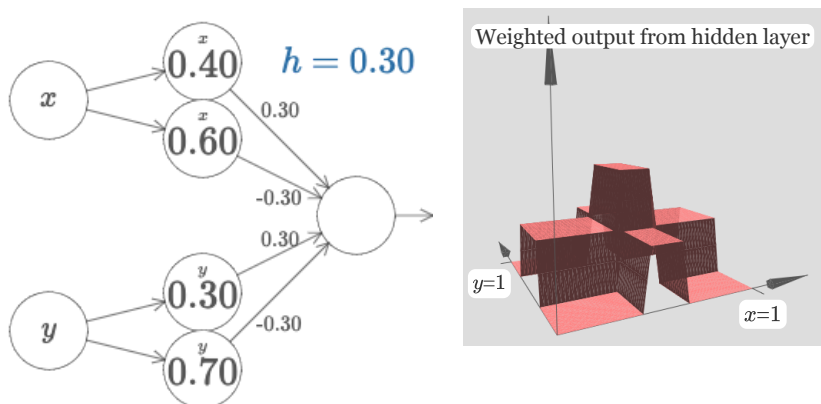 x
x
0.40
x
0.60
h = 0.30
0.30
-0.30
0.30
-0.30
y
y
0.30
y
0.70
Weighted output from hidden layer
y=1
x=1